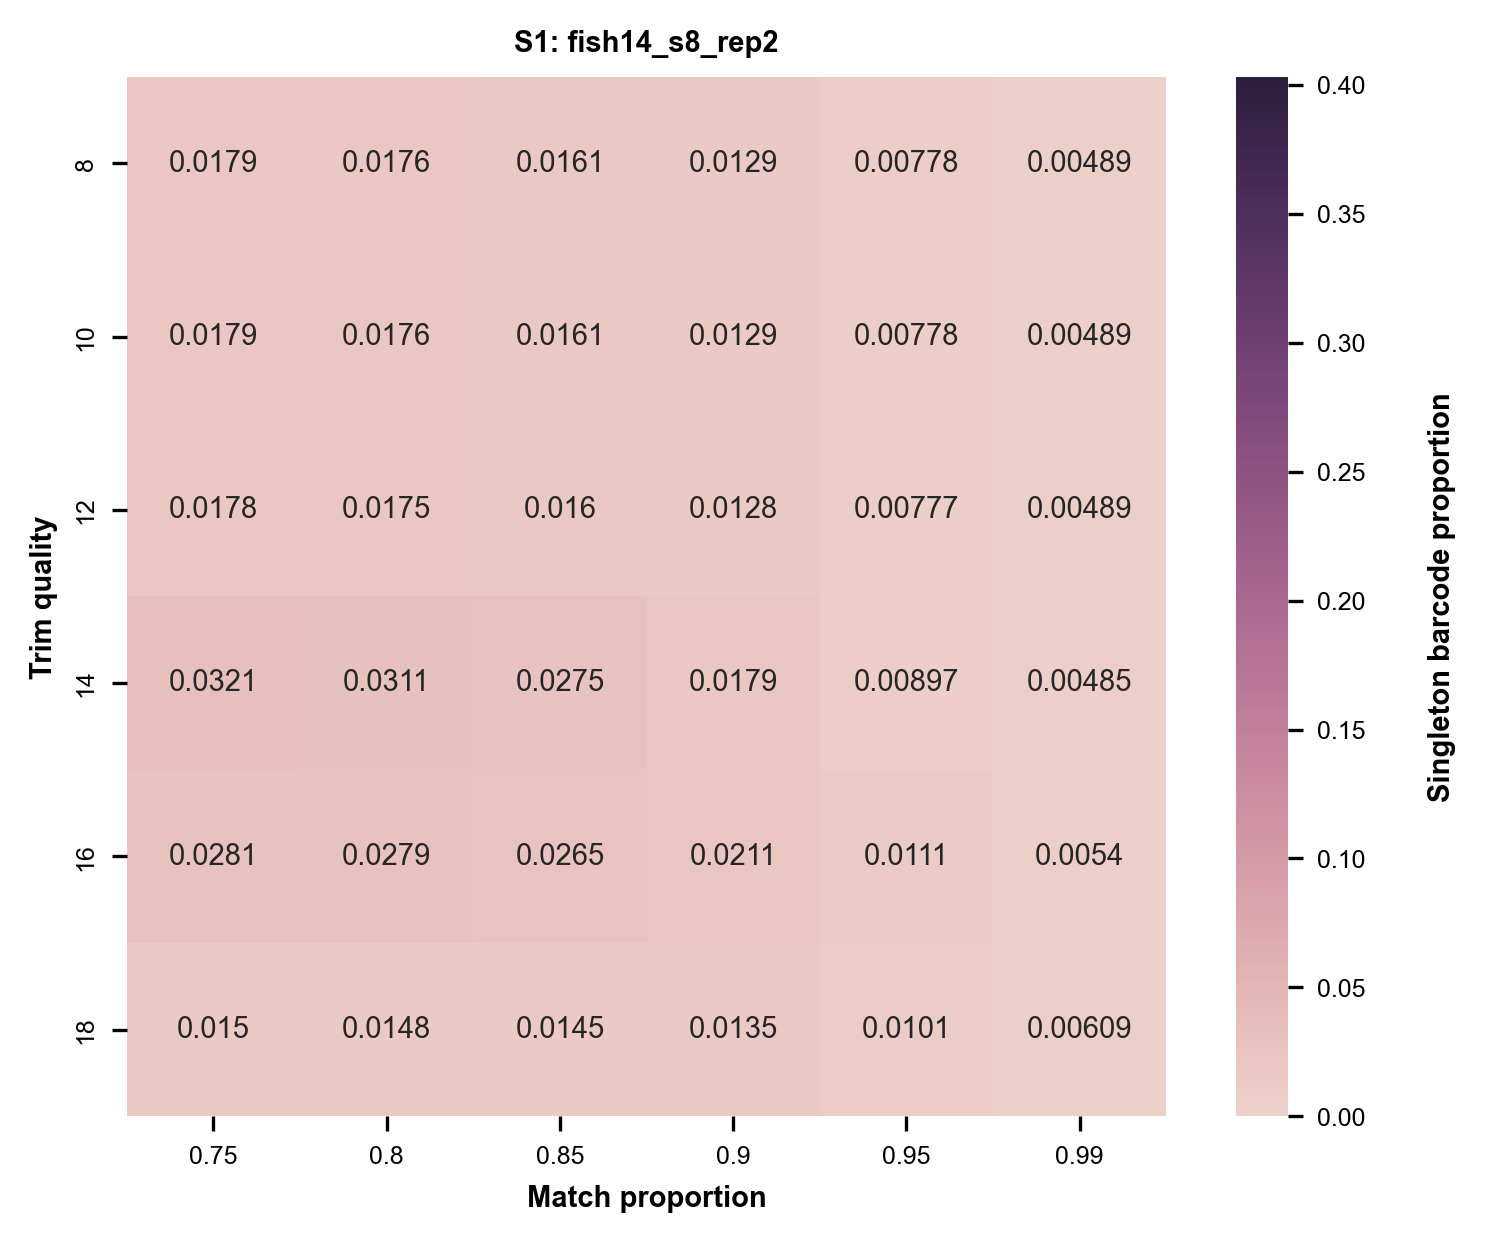 S1: fish14_s8_rep2
8 0.0179 0.0176 0.0161 0.0129 0.00778 0.00489
10 0.0179 0.0176 0.0161 0.0129 0.00778 0.00489
12 0.0178 0.0175 0.016 0.0128 0.00777 0.00489
14 0.0321 0.0311 0.0275 0.0179 0.00897 0.00485
16 0.0281 0.0279 0.0265 0.0211 0.0111 0.0054
18 0.015 0.0148 0.0145 0.0135 0.0101 0.00609
0.75 0.8 0.85 0.9 0.95 0.99
Match proportion
Trim quality
0.40
0.35
0.30
0.25
0.20
0.15
0.10
0.05
0.00
Singleton barcode proportion